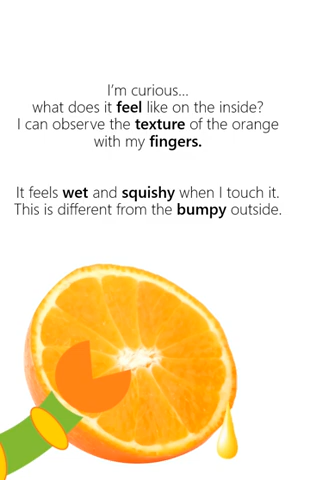 I'm curious...
what does it feel like on the inside?
I can observe the texture of the orange
with my fingers.
It feels wet and squishy when I touch it.
This is different from the bumpy outside.